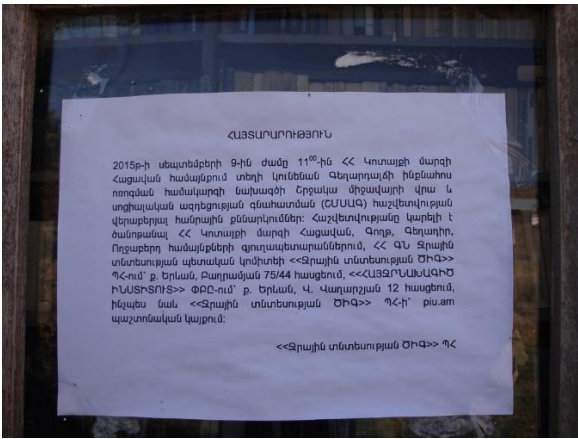 ՀԱՅՏԱՐԱՐՈՒԹՅՈՒՆ
2015թ-ի սեպտեմբերի 9-ին ժամը 11⁰⁰-ին ՀՀ Կոտայքի մարզի
Հացավան համայնքում տեղի կունենան Գեղարդալճի ինքնահոս
ոռոգման համակարգի նախագծի Շրջակա միջավայրի վրա և
սոցիալական ազդեցության գնահատման (ՇՄՍԱԳ) հաշվետվության
վերաբերյալ հանրային քննարկումներ: Հաշվետվությանը կարելի է
ծանոթանալ ՀՀ Կոտայքի մարզի Հացավան, Գողթ, Գեղադիր,
Ողջաբերդ համայնքների գյուղապետարաններում, ՀՀ ԳՆ Ջրային
տնտեսության պետական կոմիտեի <<Ջրային տնտեսության ԾԻԳ>>
ՊՀ-ում՝ ք. Երևան, Բաղրամյան 75/44 հասցեում, <<ՀԱՅՋՐՆԱԽԱԳԻԾ
ԻՆՍՏԻՏՈՒՏ>> ՓԲԸ-ում՝ ք. Երևան, Վ. Վաղարշյան 12 հասցեում,
ինչպես նաև <<Ջրային տնտեսության ԾԻԳ>> ՊՀ-ի՝ piu.am
պաշտոնական կայքում:
<<Ջրային տնտեսության ԾԻԳ>> ՊՀ